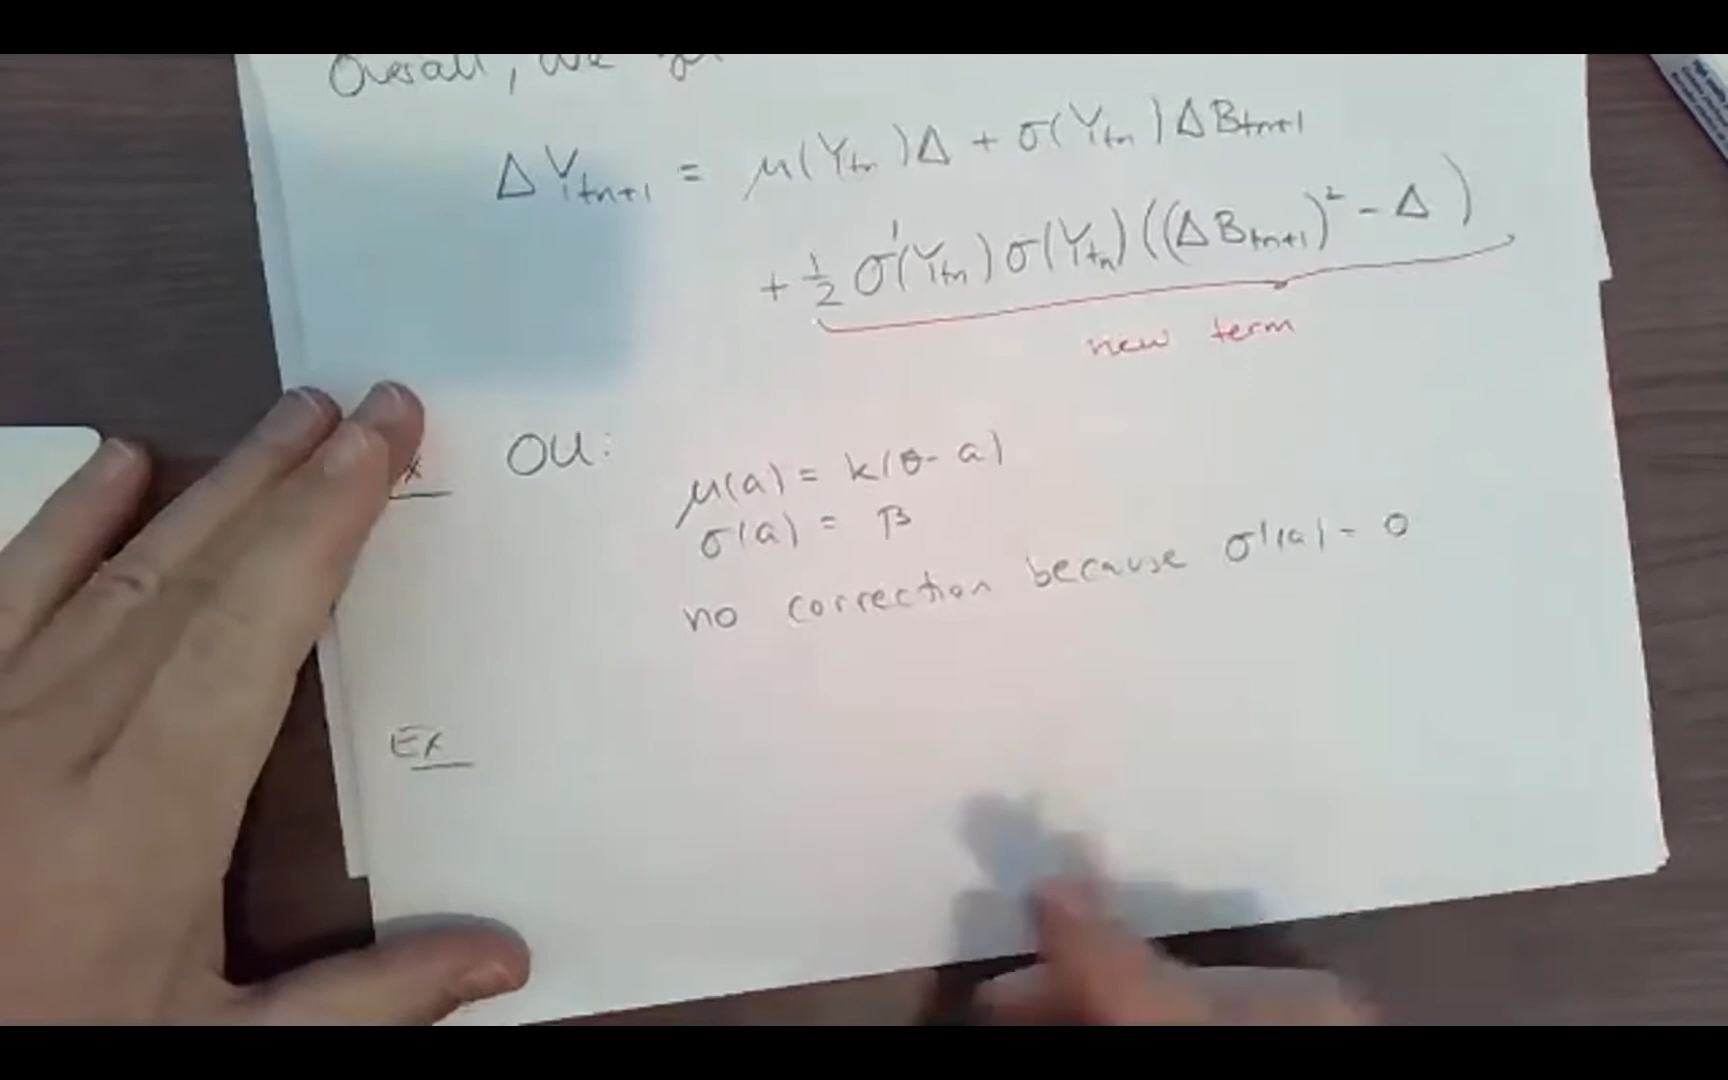 Overall, we
ΔY_{t_{n+1}} = μ(Y_{t_n})Δ + σ(Y_{t_n})ΔB_{t_{n+1}}
+ ½ σ'(Y_{t_n}) σ(Y_{t_n}) ((ΔB_{t_{n+1}})² - Δ)
new term
OU:
μ(a) = k(θ - a)
σ(a) = β
no correction because σ'(a) = 0
Ex